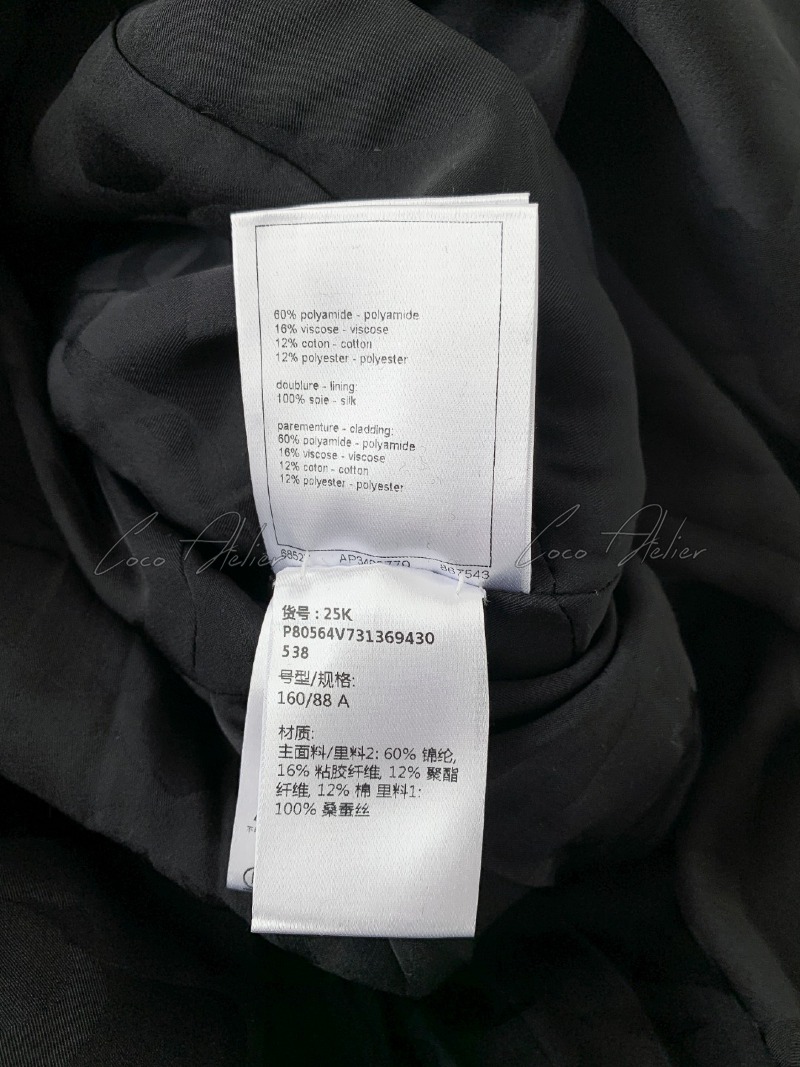 60% polyamide - polyamide
16% viscose - viscose
12% coton - cotton
12% polyester - polyester
doublure - lining:
100% soie - silk
parementure - cladding:
60% polyamide - polyamide
16% viscose - viscose
12% coton - cotton
12% polyester - polyester
Coco Atelier
Coco Atelier
货号 : 25K
P80564V731369430
538
号型/规格:
160/88 A
材质:
主面料/里料2: 60% 锦纶,
16% 粘胶纤维, 12% 聚酯
纤维, 12% 棉 里料1:
100% 桑蚕丝